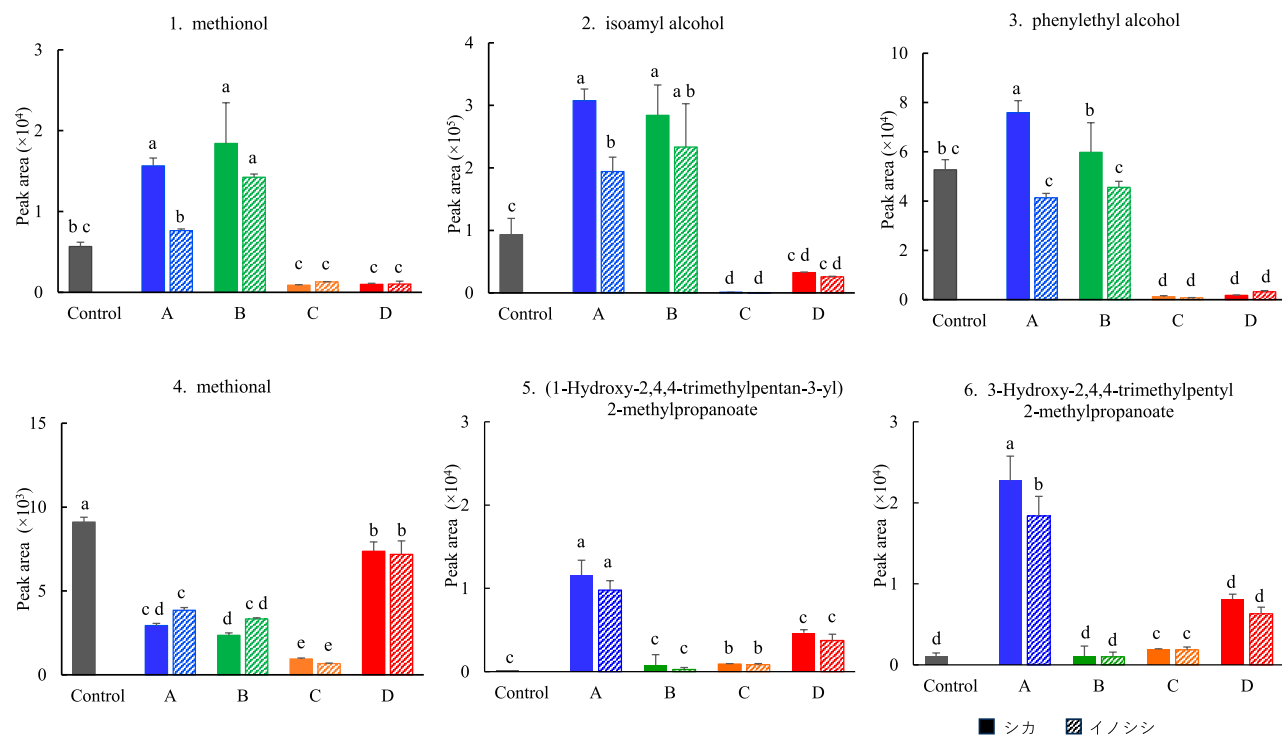 1. methionol
Peak area (×10⁴)
3
2
1
0
b c
a
b
a
a
c
c
c
c
Control
A
B
C
D
2. isoamyl alcohol
Peak area (×10⁵)
4
3
2
1
0
c
a
b
a
a b
d
d
c d
c d
Control
A
B
C
D
3. phenylethyl alcohol
Peak area (×10⁴)
10
8
6
4
2
0
b c
a
c
b
c
d
d
d
d
Control
A
B
C
D
4. methional
Peak area (×10³)
15
10
5
0
a
c d
c
d
c d
e
e
b
b
Control
A
B
C
D
5. (1-Hydroxy-2,4,4-trimethylpentan-3-yl)
2-methylpropanoate
Peak area (×10⁴)
3
2
1
0
c
a
a
c
c
b
b
c
c
Control
A
B
C
D
6. 3-Hydroxy-2,4,4-trimethylpentyl
2-methylpropanoate
Peak area (×10⁴)
3
2
1
0
d
a
b
d
d
c
c
d
d
Control
A
B
C
D
シカ
イノシシ